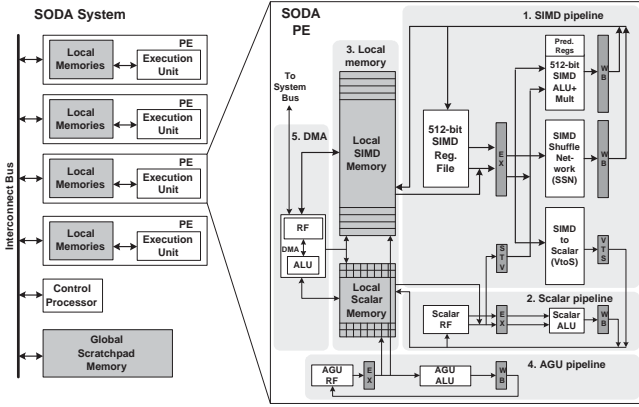 SODA System
Interconnect Bus
PE
Local
Memories
Execution
Unit
PE
Local
Memories
Execution
Unit
PE
Local
Memories
Execution
Unit
PE
Local
Memories
Execution
Unit
Control
Processor
Global
Scratchpad
Memory
SODA
PE
To
System
Bus
5. DMA
RF
DMA
ALU
3. Local
memory
Local
SIMD
Memory
Local
Scalar
Memory
1. SIMD pipeline
512-bit
SIMD
Reg.
File
E
X
S
T
V
Pred.
Regs
512-bit
SIMD
ALU+
Mult
W
B
SIMD
Shuffle
Net-
work
(SSN)
W
B
SIMD
to
Scalar
(VtoS)
V
T
S
2. Scalar pipeline
Scalar
RF
E
X
Scalar
ALU
W
B
4. AGU pipeline
AGU
RF
E
X
AGU
ALU
W
B